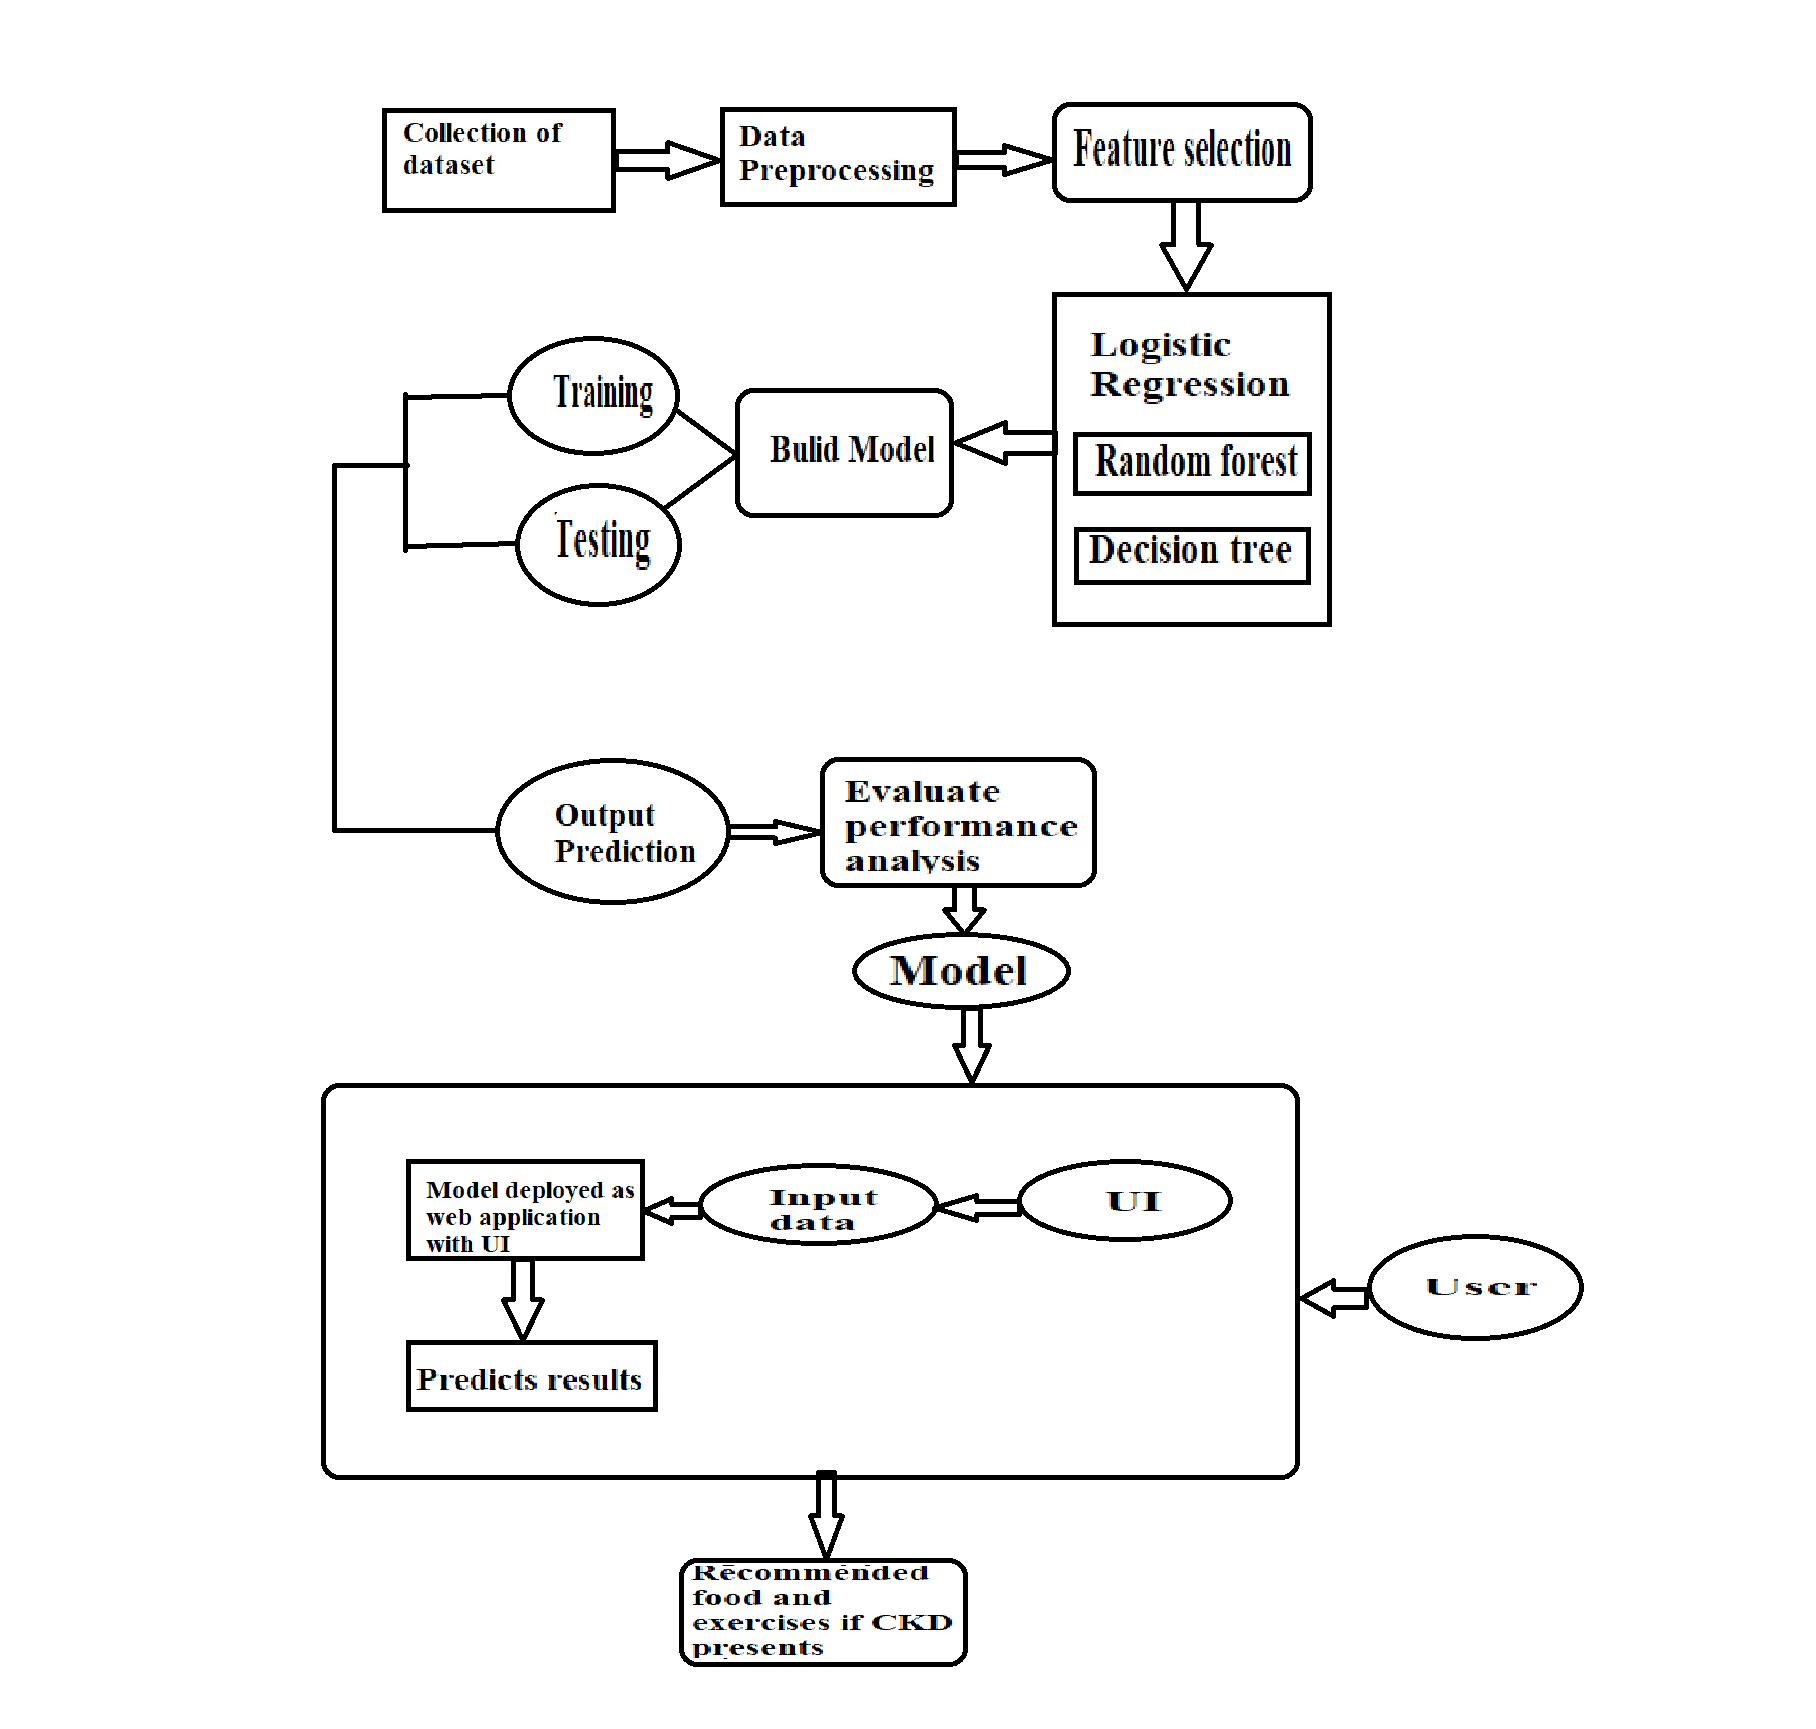 Collection of
dataset
Data
Preprocessing
Feature selection
Logistic
Regression
Random forest
Decision tree
Bulid Model
Training
Testing
Output
Prediction
Evaluate
performance
analysis
Model
Model deployed as
web application
with UI
Input
data
UI
User
Predicts results
Recommended
food and
exercises if CKD
presents